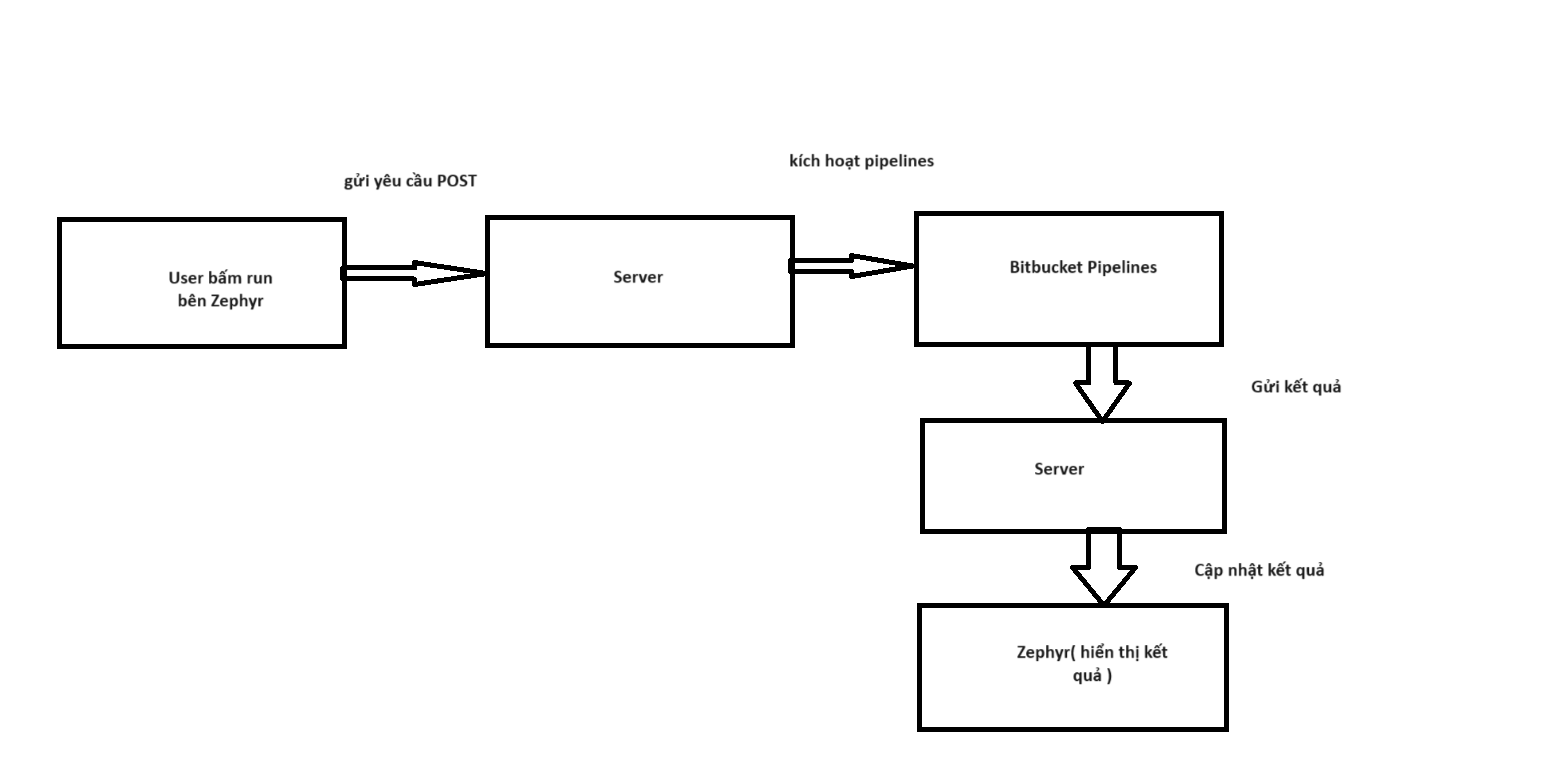 kích hoạt pipelines
gửi yêu cầu POST
User bấm run
bên Zephyr
Server
Bitbucket Pipelines
Gửi kết quả
Server
Cập nhật kết quả
Zephyr( hiển thị kết
quả )